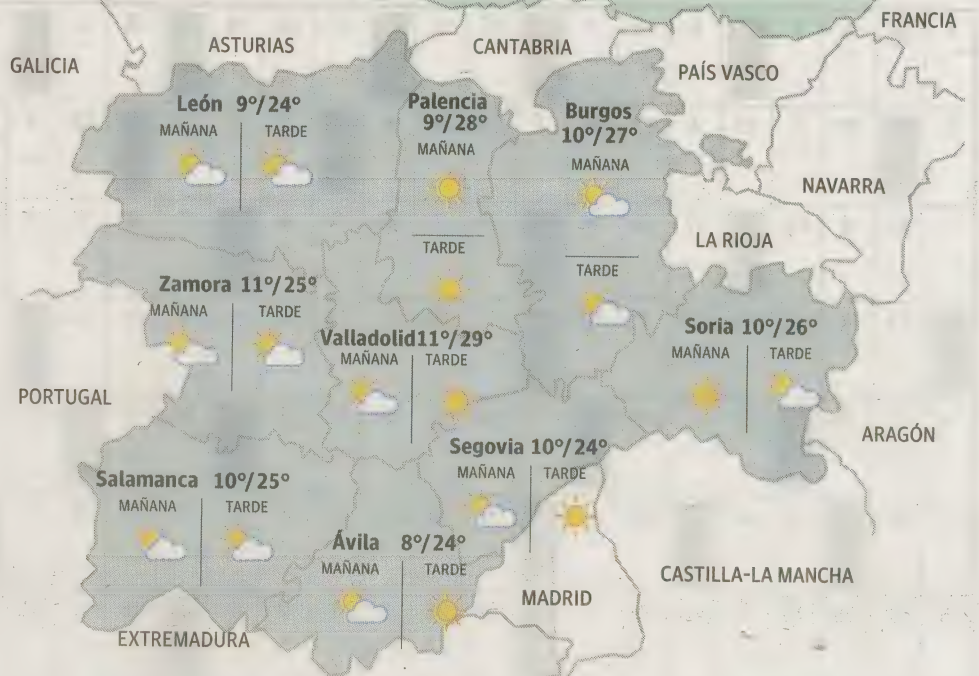 FRANCIA
ASTURIAS
CANTABRIA
GALICIA
PAÍS VASCO
León 9°/24°
MAÑANA TARDE
Palencia
9°/28°
MAÑANA
TARDE
Burgos
10°/27°
MAÑANA
TARDE
NAVARRA
LA RIOJA
Zamora 11°/25°
MAÑANA TARDE
Valladolid 11°/29°
MAÑANA TARDE
Soria 10°/26°
MAÑANA TARDE
PORTUGAL
ARAGÓN
Segovia 10°/24°
MAÑANA TARDE
Salamanca 10°/25°
MAÑANA TARDE
Ávila 8°/24°
MAÑANA TARDE
MADRID
CASTILLA-LA MANCHA
EXTREMADURA